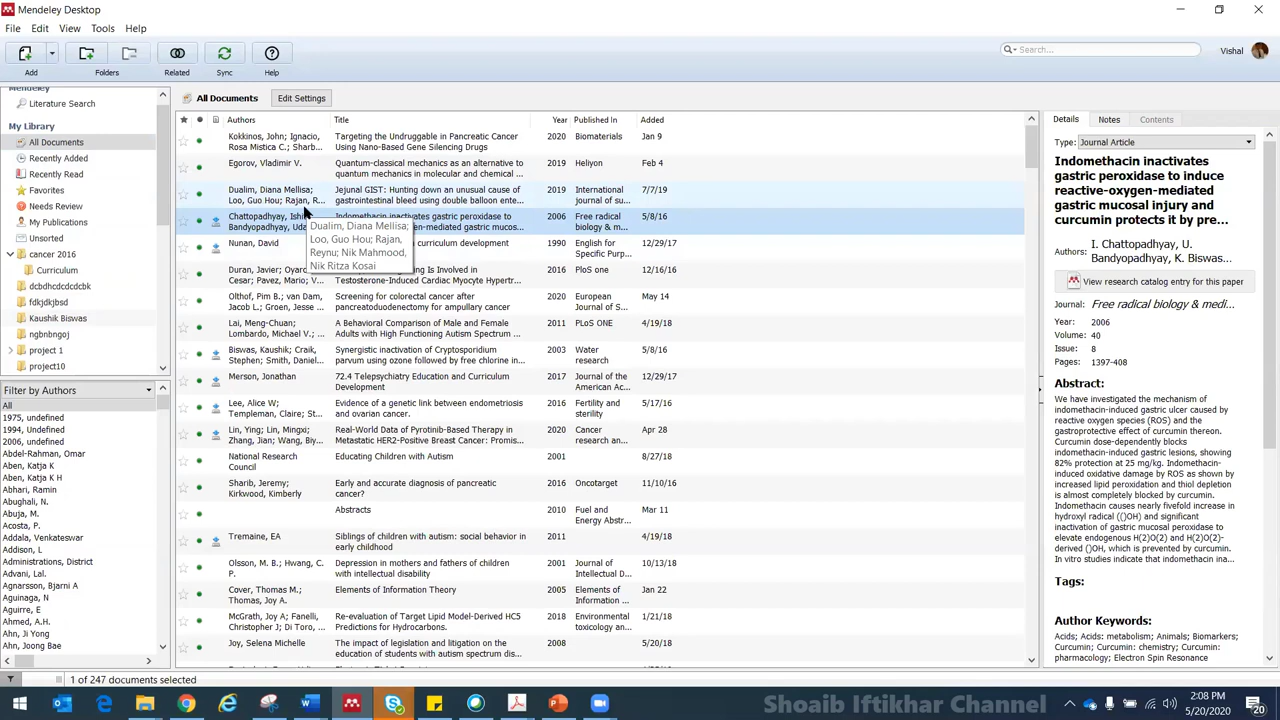 Mendeley Desktop
File Edit View Tools Help
Add Folders Related Sync Help
Search...
Vishal
Mendeley
Literature Search
My Library
All Documents
Recently Added
Recently Read
Favorites
Needs Review
My Publications
Unsorted
cancer 2016
Curriculum
dcbdhcdcdcdcbk
fdkjdkjbsd
Kaushik Biswas
ngbnbngoj
project 1
project10
Filter by Authors
All
1975, undefined
1994, undefined
2006, undefined
Abdel-Rahman, Omar
Aben, Katja K
Aben, Katja K H
Abhari, Ramin
Abughali, N.
Abuja, M.
Acosta, P.
Addala, Venkateswar
Addison, L
Administrations, District
Advani, Lal.
Agnarsson, Bjarni A
Aguinaga, N
Aguirre, E
Ahmed, A.H.
Ahn, Ji Yong
Ahn, Joong Bae
All Documents Edit Settings
Authors Title Year Published In Added
Kokkinos, John; Ignacio, Targeting the Undruggable in Pancreatic Cancer 2020 Biomaterials Jan 9
Rosa Mistica C.; Sharb... Using Nano-Based Gene Silencing Drugs
Egorov, Vladimir V. Quantum-classical mechanics as an alternative to 2019 Heliyon Feb 4
quantum mechanics in molecular and chemical ...
Dualim, Diana Mellisa; Jejunal GIST: Hunting down an unusual cause of 2019 International 7/7/19
Loo, Guo Hou; Rajan, R... gastrointestinal bleed using double balloon ente... journal of su...
Chattopadhyay, Ishi Indomethacin inactivates gastric peroxidase to 2006 Free radical 5/8/16
Bandyopadhyay, Uda gen-mediated gastric mucos... biology & m...
Dualim, Diana Mellisa;
Loo, Guo Hou; Rajan,
Reynu; Nik Mahmood,
Nik Ritza Kosai
Nunan, David curriculum development 1990 English for 12/29/17
Specific Purp...
Duran, Javier; Oyarc g Is Involved in 2016 PloS one 12/16/16
Cesar; Pavez, Mario; V... Testosterone-Induced Cardiac Myocyte Hypertr...
Olthof, Pim B.; van Dam, Screening for colorectal cancer after 2020 European May 14
Jacob L.; Groen, Jesse ... pancreatoduodenectomy for ampullary cancer Journal of S...
Lai, Meng-Chuan; A Behavioral Comparison of Male and Female 2011 PLoS ONE 4/19/18
Lombardo, Michael V.; ... Adults with High Functioning Autism Spectrum ...
Biswas, Kaushik; Craik, Synergistic inactivation of Cryptosporidium 2003 Water 5/8/16
Stephen; Smith, Daniel... parvum using ozone followed by free chlorine in... research
Merson, Jonathan 72.4 Telepsychiatry Education and Curriculum 2017 Journal of the 12/29/17
Development American Ac...
Lee, Alice W; Evidence of a genetic link between endometriosis 2016 Fertility and 5/17/16
Templeman, Claire; St... and ovarian cancer. sterility
Lin, Ying; Lin, Mingxi; Real-World Data of Pyrotinib-Based Therapy in 2020 Cancer Apr 28
Zhang, Jian; Wang, Biy... Metastatic HER2-Positive Breast Cancer: Promis... research an...
National Research Educating Children with Autism 2001 8/27/18
Council
Sharib, Jeremy; Early and accurate diagnosis of pancreatic 2016 Oncotarget 11/10/16
Kirkwood, Kimberly cancer?
Abstracts 2010 Fuel and Mar 11
Energy Abstr...
Tremaine, EA Siblings of children with autism: social behavior in 2011 4/19/18
early childhood
Olsson, M. B.; Hwang, C. Depression in mothers and fathers of children 2001 Journal of 10/13/18
P. with intellectual disability Intellectual D...
Cover, Thomas M.; Elements of Information Theory 2005 Elements of Jan 22
Thomas, Joy A. Information ...
McGrath, Joy A; Fanelli, Re-evaluation of Target Lipid Model-Derived HC5 2018 Environmental 1/21/18
Christopher J; Di Toro, ... Predictions for Hydrocarbons. toxicology an...
Joy, Selena Michelle The impact of legislation and litigation on the 2008 5/20/18
education of students with autism spectrum dis...
Details Notes Contents
Type: Journal Article
Indomethacin inactivates
gastric peroxidase to induce
reactive-oxygen-mediated
gastric mucosal injury and
curcumin protects it by pre...
Authors: I. Chattopadhyay, U.
Bandyopadhyay, K. Biswas...
View research catalog entry for this paper
Journal: Free radical biology & medi...
Year: 2006
Volume: 40
Issue: 8
Pages: 1397-408
Abstract:
We have investigated the mechanism of
indomethacin-induced gastric ulcer caused by
reactive oxygen species (ROS) and the
gastroprotective effect of curcumin thereon.
Curcumin dose-dependently blocks
indomethacin-induced gastric lesions, showing
82% protection at 25 mg/kg. Indomethacin-
induced oxidative damage by ROS as shown by
increased lipid peroxidation and thiol depletion
is almost completely blocked by curcumin.
Indomethacin causes nearly fivefold increase in
hydroxyl radical (()OH) and significant
inactivation of gastric mucosal peroxidase to
elevate endogenous H(2)O(2) and H(2)O(2)-
derived ()OH, which is prevented by curcumin.
In vitro studies indicate that indomethacin ina...
Tags:
Author Keywords:
Acids; Acids: metabolism; Animals; Biomarkers;
Curcumin: Curcumin: chemistry; Curcumin:
pharmacology; Electron Spin Resonance
1 of 247 documents selected
Shoaib Iftikhar Channel
2:08 PM
5/20/2020
20